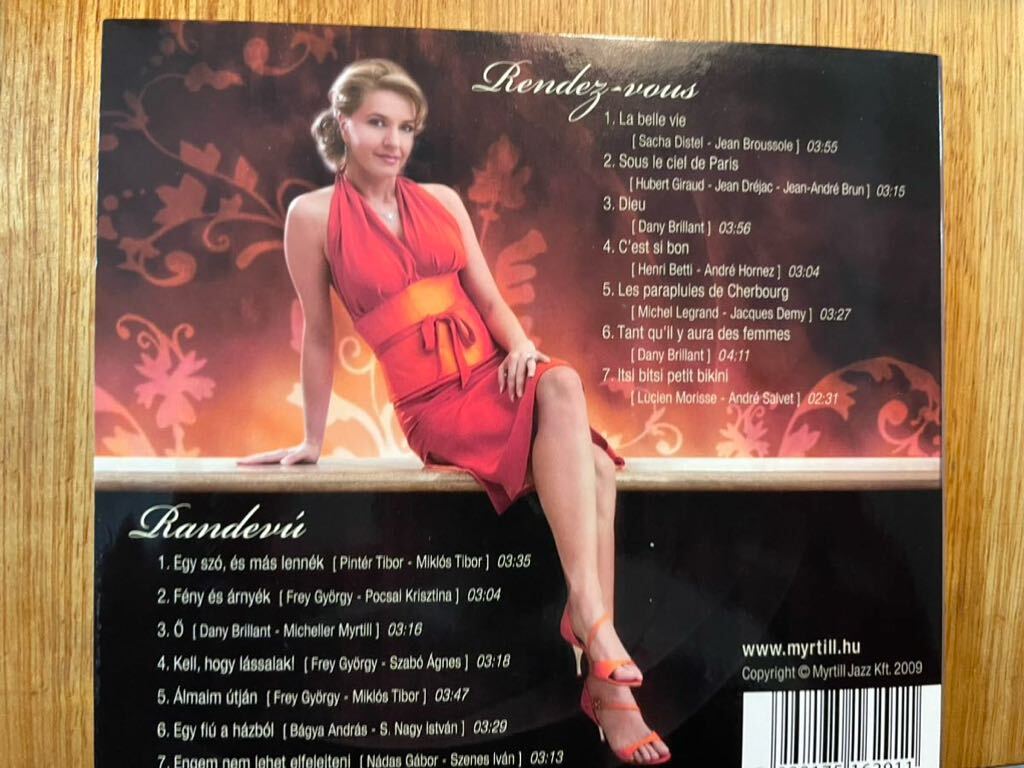 Rendez-vous
1. La belle vie
[ Sacha Distel - Jean Broussole ] 03:55
2. Sous le ciel de Paris
[ Hubert Giraud - Jean Dréjac - Jean-André Brun ] 03:15
3. Dieu
[ Dany Brillant ] 03:56
4. C'est si bon
[ Henri Betti - André Hornez ] 03:04
5. Les parapluies de Cherbourg
[ Michel Legrand - Jacques Demy ] 03:27
6. Tant qu'il y aura des femmes
[ Dany Brillant ] 04:11
7. Itsi bitsi petit bikini
[ Lucien Morisse - André Salvet ] 02:31
Randevú
1. Egy szó, és más lennék [ Pintér Tibor - Miklós Tibor ] 03:35
2. Fény és árnyék [ Frey György - Pocsai Krisztina ] 03:04
3. Ő [ Dany Brillant - Micheller Myrtill ] 03:16
4. Kell, hogy lássalak! [ Frey György - Szabó Ágnes ] 03:18
5. Álmaim útján [ Frey György - Miklós Tibor ] 03:47
6. Egy fiú a házból [ Bágya András - S. Nagy István ] 03:29
7. Engem nem lehet elfelejteni [ Nádas Gábor - Szenes Iván ] 03:13
www.myrtill.hu
Copyright © Myrtill Jazz Kft. 2009